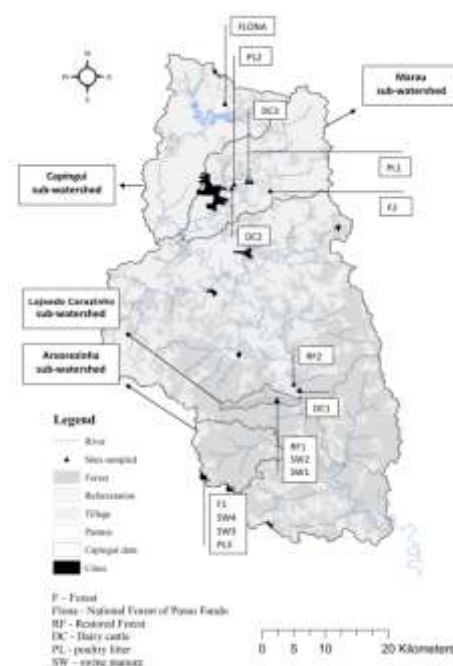 FLONA
PL2
N
Marau
sub-watershed
DC3
PL1
Capingui
sub-watershed
F2
DC2
Lajeado Carazinho
sub-watershed
Arvorezinha
sub-watershed
RF2
DC1
Legend
River
Sites sampled
Forest
Reforestation
Tillage
Pasture
Capingui dam
Cities
RF1
SW2
SW1
F1
SW4
SW3
PL3
F – Forest
Flona - National Forest of Passo Fundo
RF - Restored Forest
DC - Dairy cattle
PL - poultry litter
SW – swine manure
0 5 10 20 Kilometers